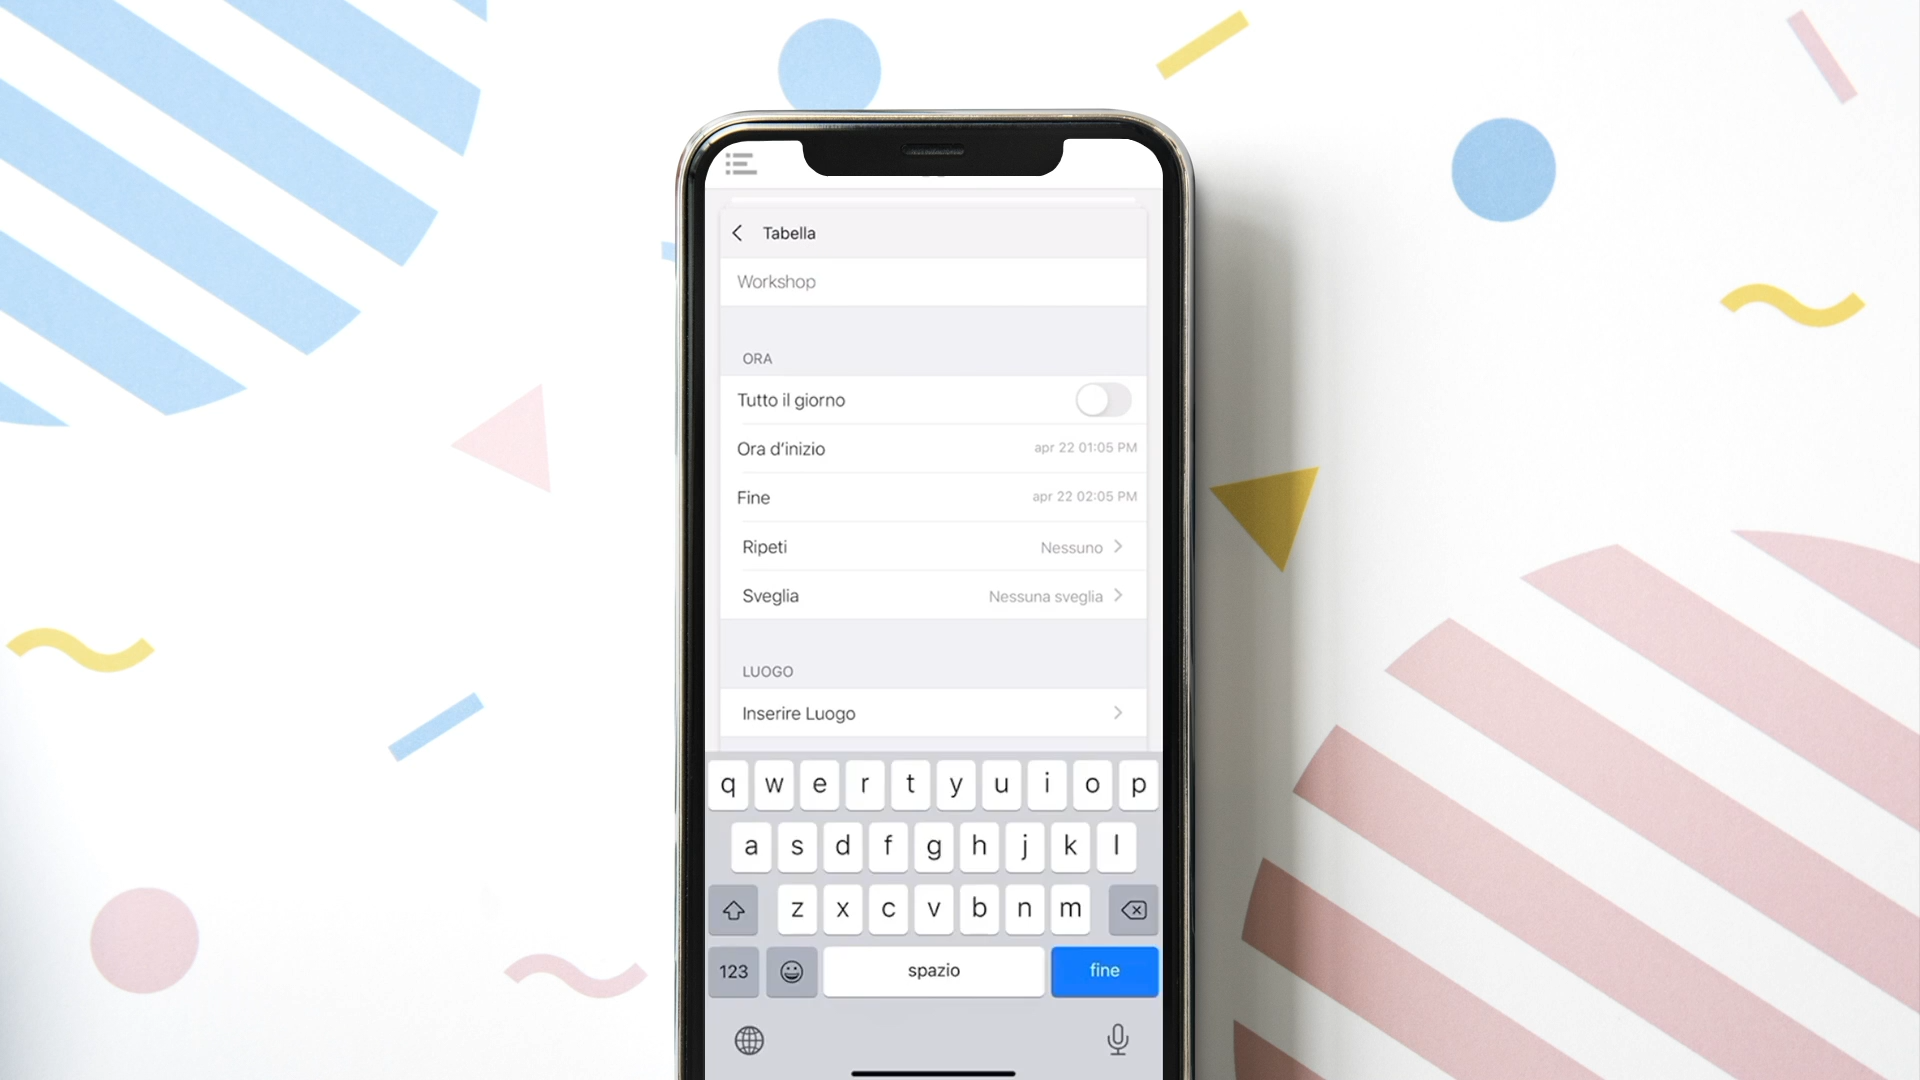 Tabella
Workshop
ORA
Tutto il giorno
Ora d'inizio apr 22 01:05 PM
Fine apr 22 02:05 PM
Ripeti Nessuno
Sveglia Nessuna sveglia
LUOGO
Inserire Luogo
q w e r t y u i o p
a s d f g h j k l
z x c v b n m
123 spazio fine